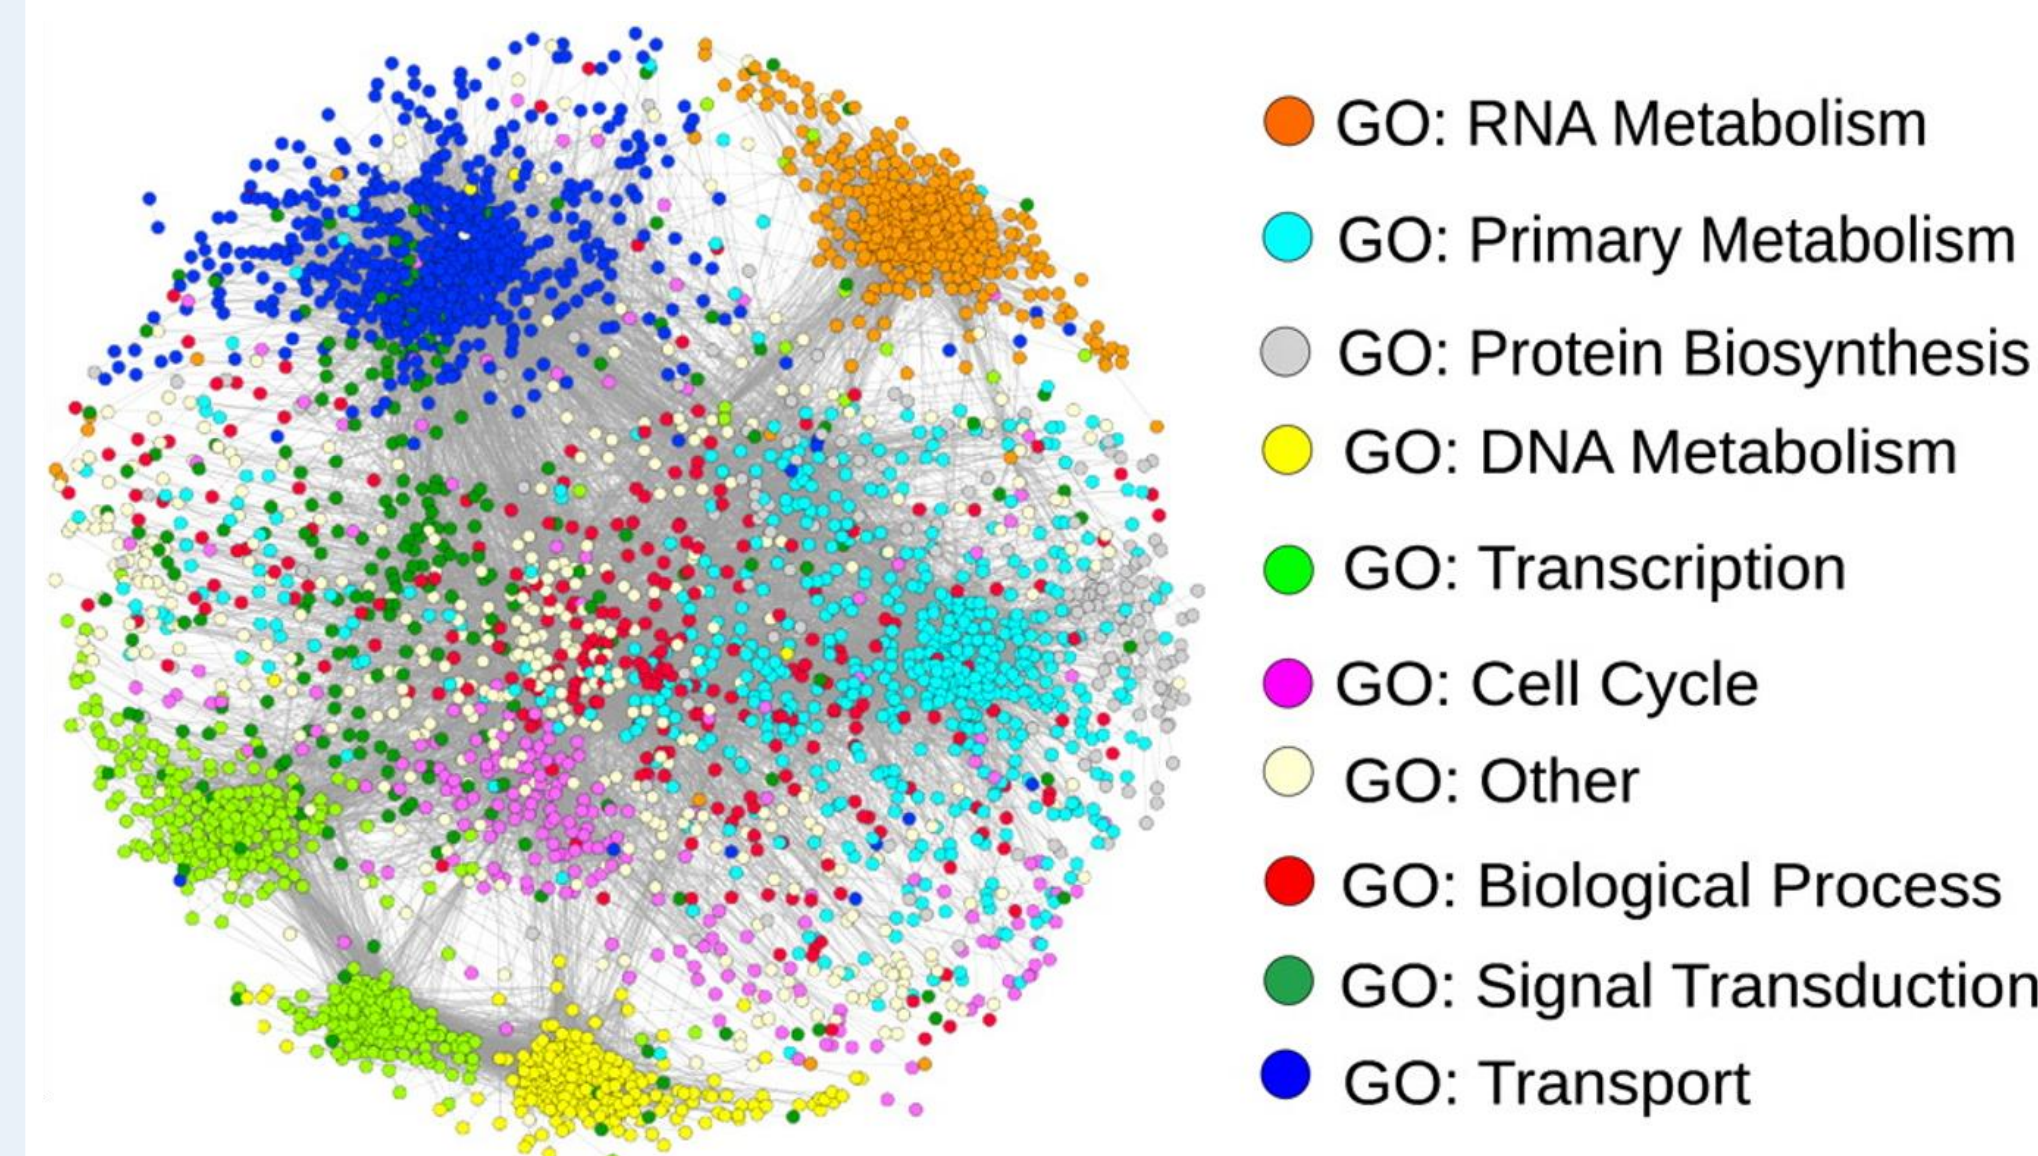 GO: RNA Metabolism
GO: Primary Metabolism
GO: Protein Biosynthesis
GO: DNA Metabolism
GO: Transcription
GO: Cell Cycle
GO: Other
GO: Biological Process
GO: Signal Transduction
GO: Transport